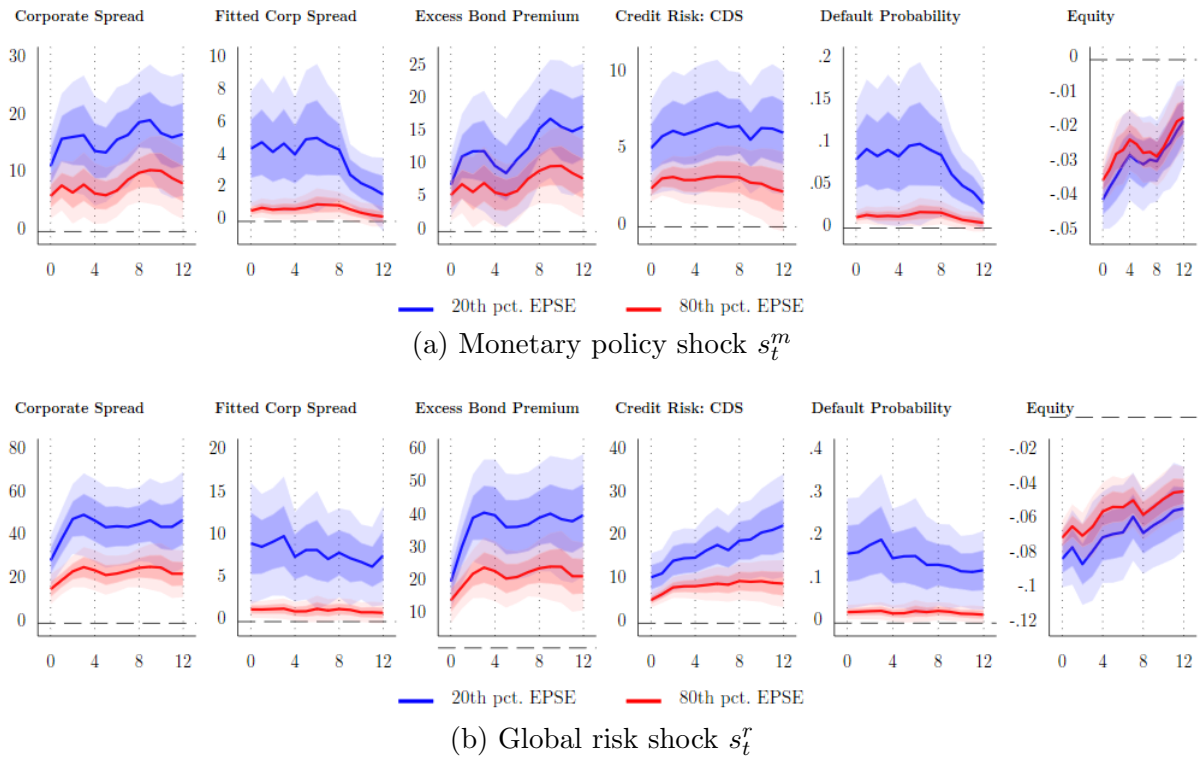 Corporate Spread Fitted Corp Spread Excess Bond Premium Credit Risk: CDS Default Probability Equity
30 10 25 10 .2 0
20 8 20 5 .15 -.01
10 6 15 0 .1 -.02
0 4 10 .05 -.03
2 5 0 -.04
0 0 -.05
0 4 8 12 0 4 8 12 0 4 8 12 0 4 8 12 0 4 8 12 0 4 8 12
20th pct. EPSE 80th pct. EPSE
(a) Monetary policy shock s_t^m
Corporate Spread Fitted Corp Spread Excess Bond Premium Credit Risk: CDS Default Probability Equity
80 20 60 40 .4 -.02
60 15 50 30 .3 -.04
40 10 40 20 .2 -.06
20 5 30 10 .1 -.08
0 0 20 0 0 -.1
10 -.12
0 4 8 12 0 4 8 12 0 4 8 12 0 4 8 12 0 4 8 12 0 4 8 12
20th pct. EPSE 80th pct. EPSE
(b) Global risk shock s_t^r